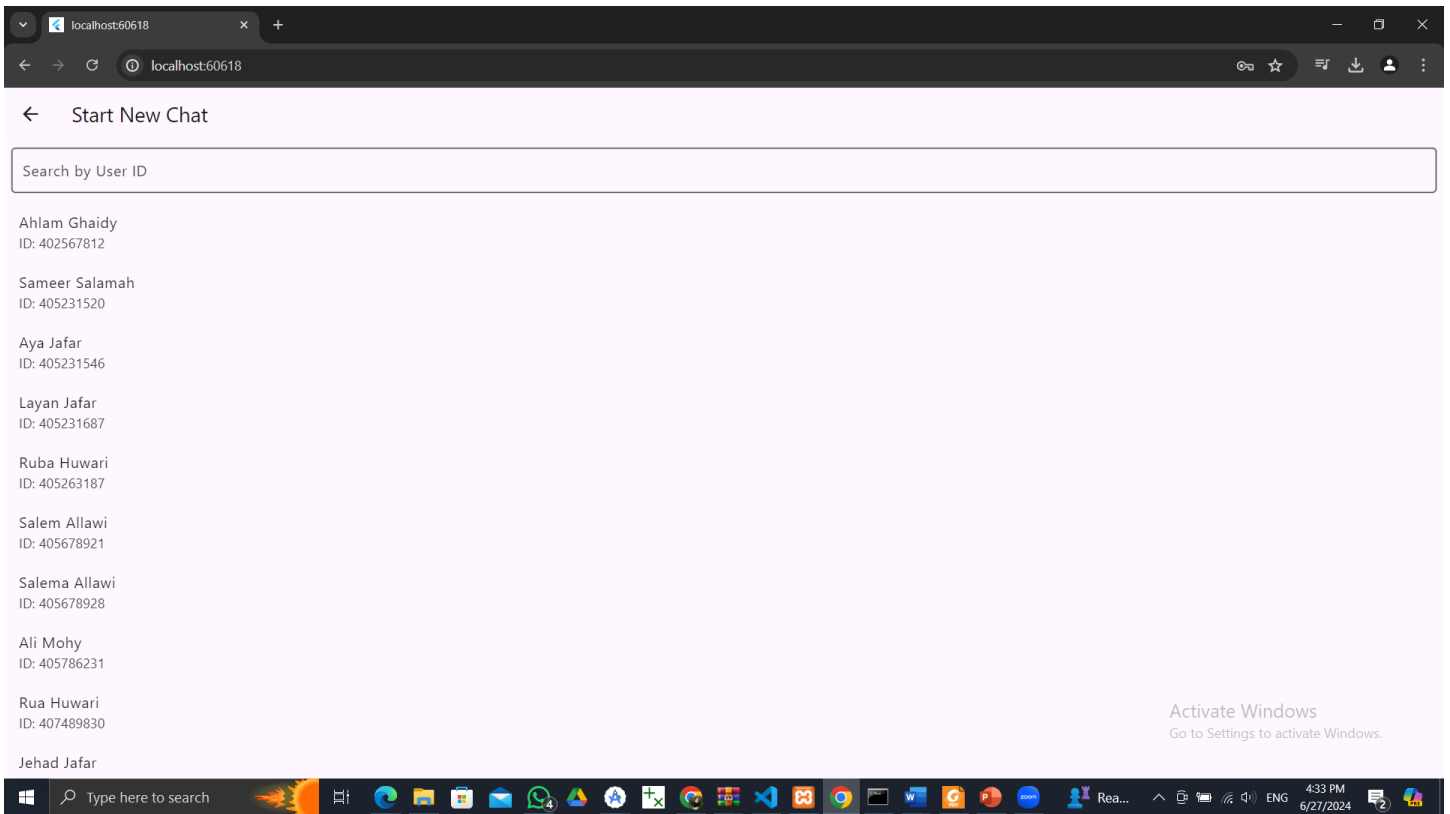 localhost:60618
localhost:60618
Start New Chat
Search by User ID
Ahlam Ghaidy
ID: 402567812
Sameer Salamah
ID: 405231520
Aya Jafar
ID: 405231546
Layan Jafar
ID: 405231687
Ruba Huwari
ID: 405263187
Salem Allawi
ID: 405678921
Salema Allawi
ID: 405678928
Ali Mohy
ID: 405786231
Rua Huwari
ID: 407489830
Jehad Jafar
Activate Windows
Go to Settings to activate Windows.
Type here to search
4
zoom
Rea...
ENG
4:33 PM
6/27/2024
2